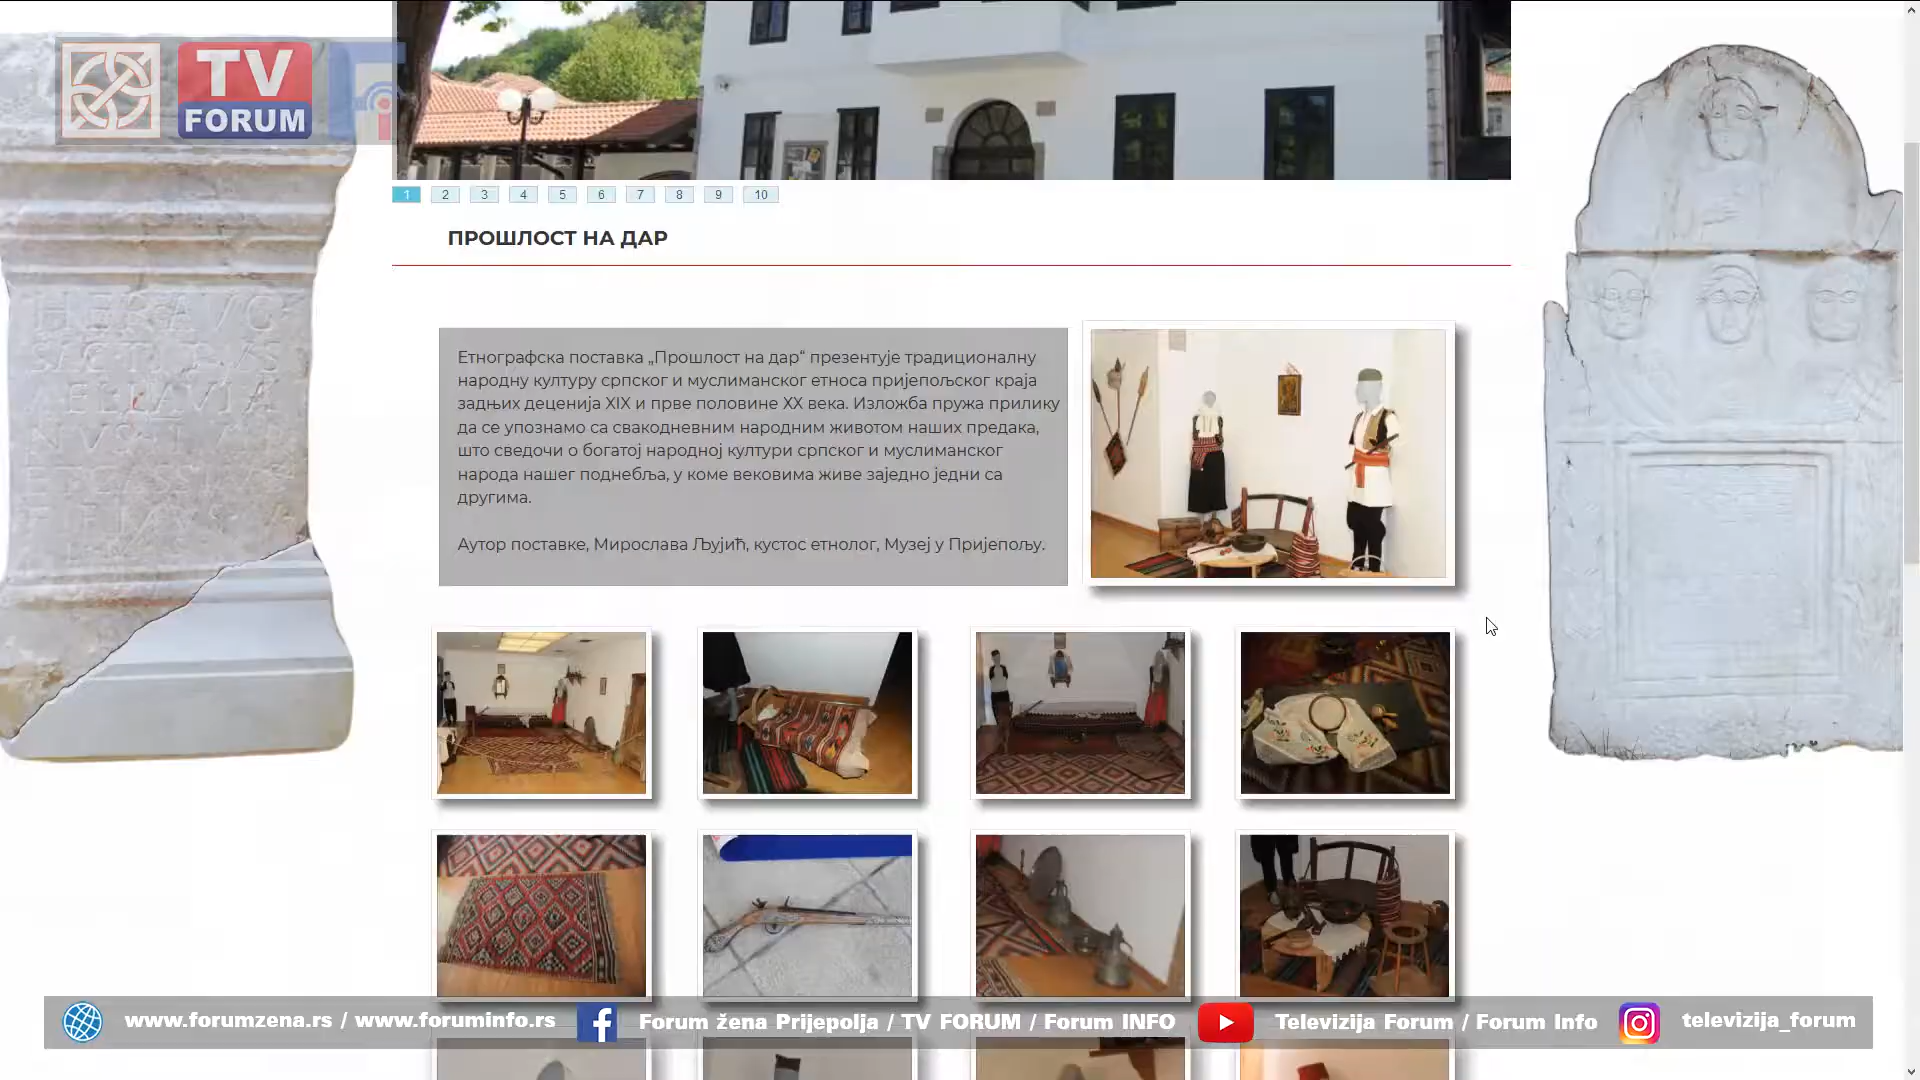 TV
FORUM
1 2 3 4 5 6 7 8 9 10
ПРОШЛОСТ НА ДАР
Етнографска поставка „Прошлост на дар“ презентује традиционалну
народну културу српског и муслиманског етноса пријепољског краја
задњих деценија XIX и прве половине XX века. Изложба пружа прилику
да се упознамо са свакодневним народним животом наших предака,
што сведочи о богатој народној култури српског и муслиманског
народа нашег поднебља, у коме вековима живе заједно једни са
другима.
Аутор поставке, Мирослава Љујић, кустос етнолог, Музеј у Пријепољу.
www.forumzena.rs / www.foruminfo.rs
Forum žena Prijepolja / TV FORUM / Forum INFO
Televizija Forum / Forum Info
televizija_forum